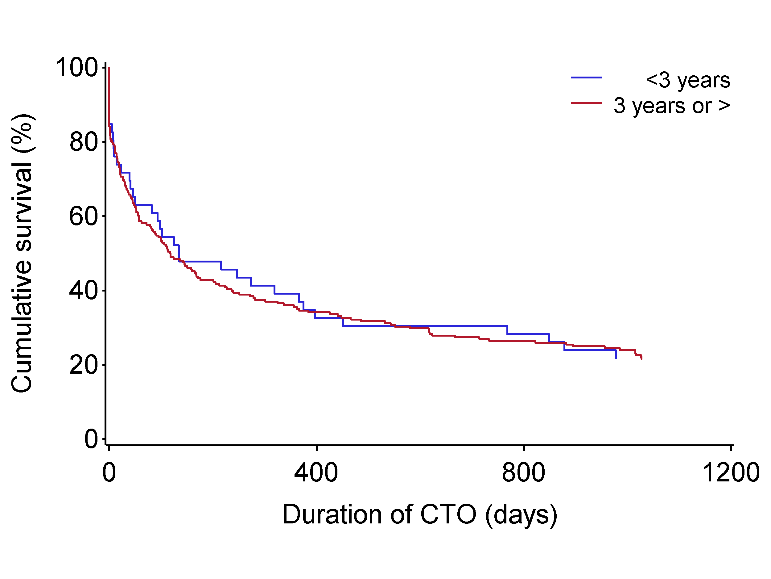 <3 years
3 years or >
Cumulative survival (%)
100
80
60
40
20
0
0 400 800 1200
Duration of CTO (days)